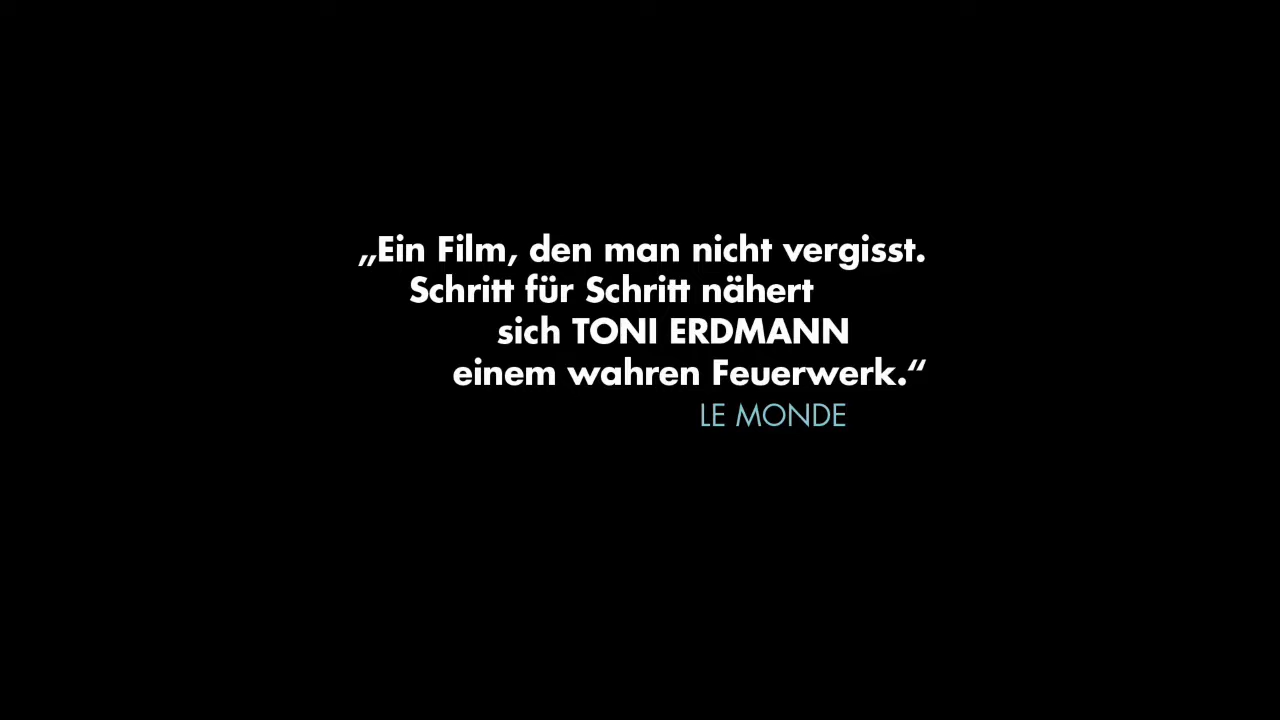 „Ein Film, den man nicht vergisst.
Schritt für Schritt nähert
sich TONI ERDMANN
einem wahren Feuerwerk.“
LE MONDE